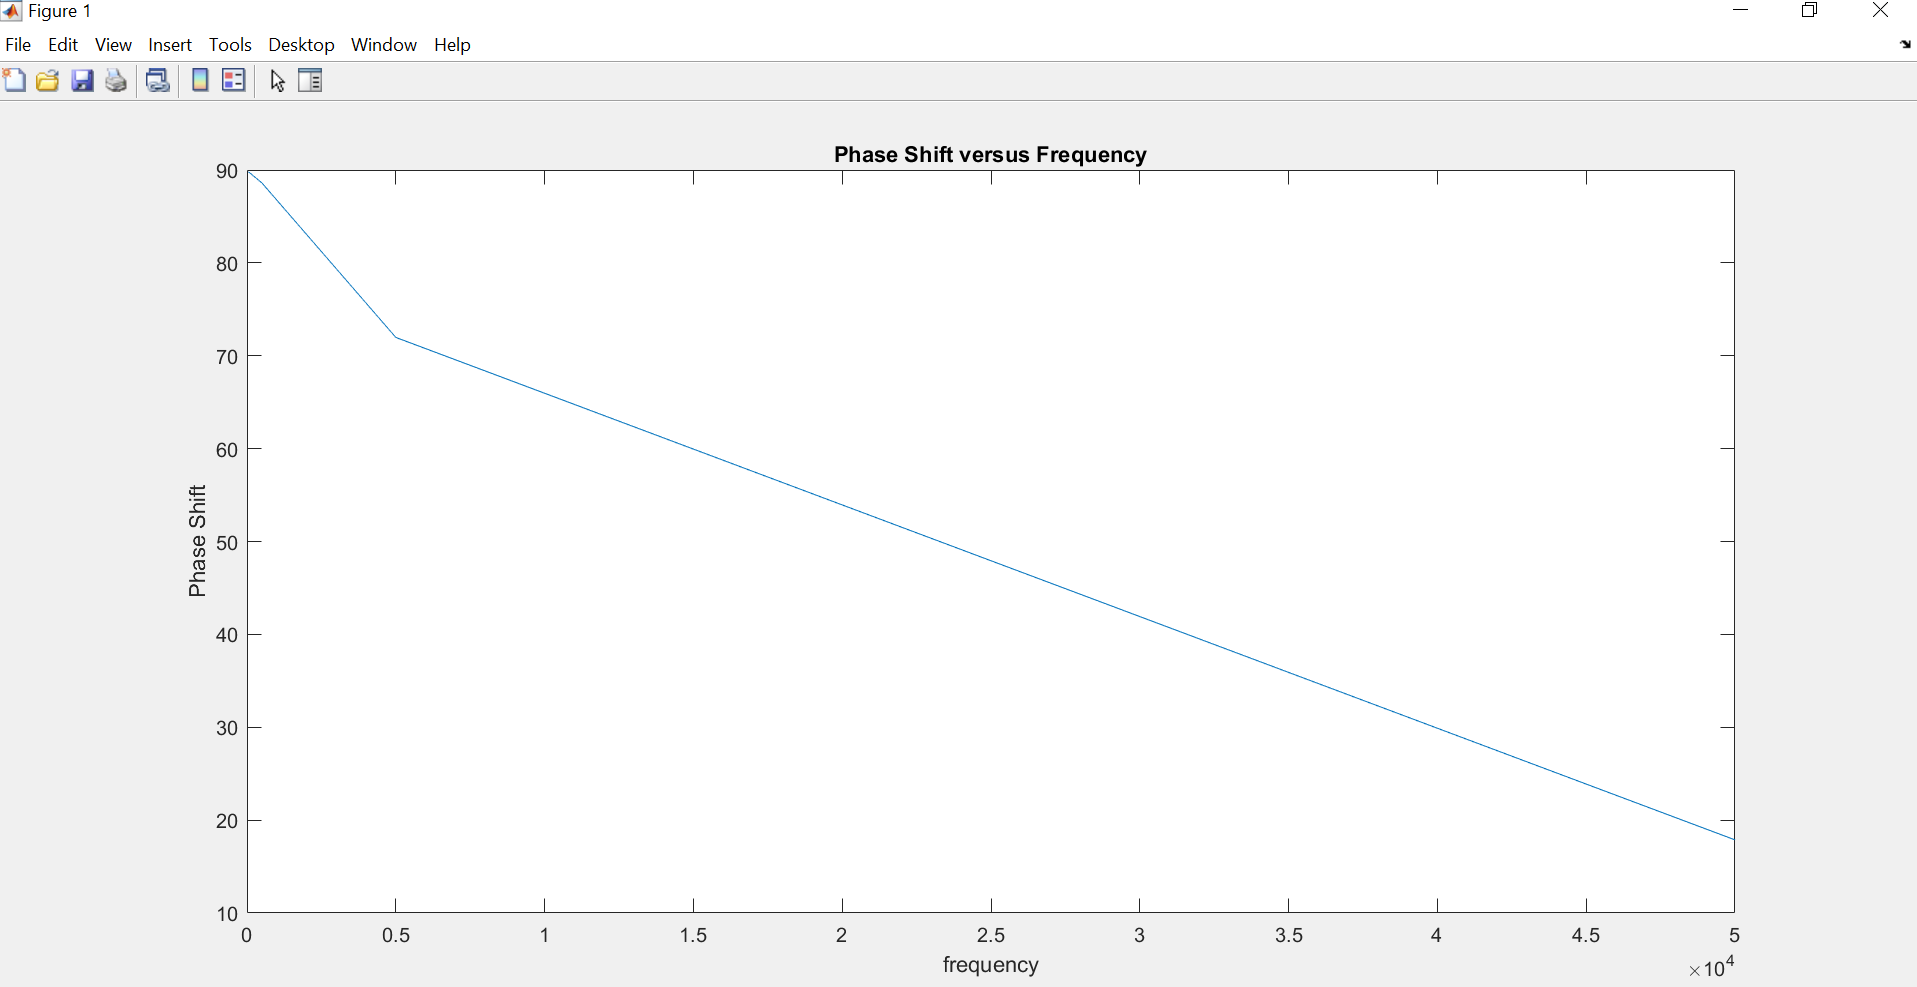 Figure 1
File Edit View Insert Tools Desktop Window Help
Phase Shift versus Frequency
90
80
70
60
50
40
30
20
10
Phase Shift
0 0.5 1 1.5 2 2.5 3 3.5 4 4.5 5
frequency
×10⁴